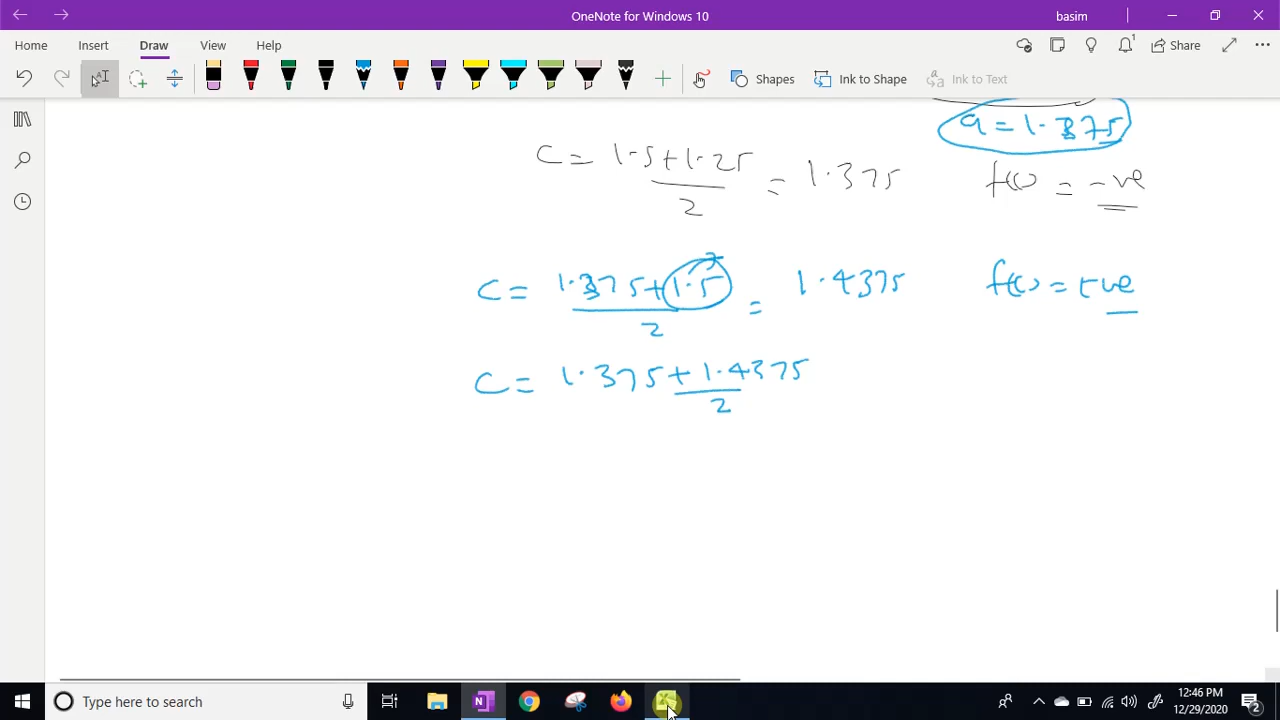 OneNote for Windows 10
basim
Home Insert Draw View Help
Share
Shapes
Ink to Shape
Ink to Text
a = 1.375
C = 1.5+1.25 / 2 = 1.375 f(c) = -ve
C = 1.375+1.5 / 2 = 1.4375 f(c) = +ve
C = 1.375+1.4375 / 2
Type here to search
12:46 PM
12/29/2020
2